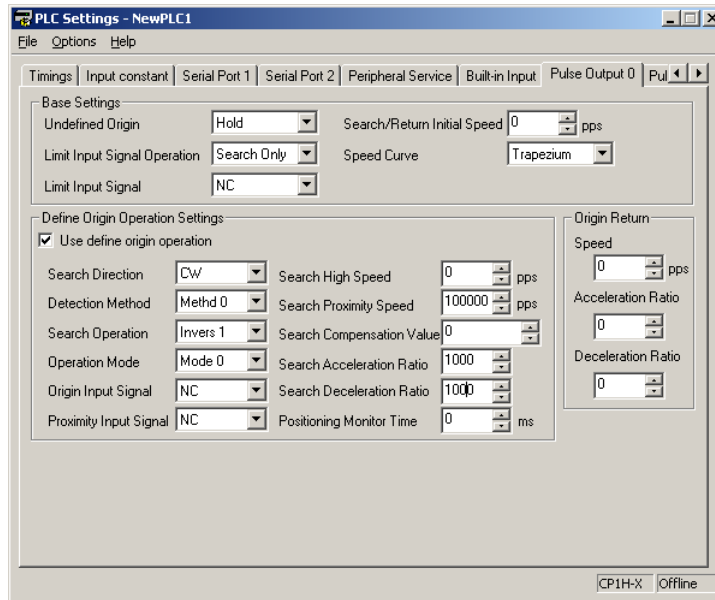 PLC Settings - NewPLC1
File Options Help
Timings Input constant Serial Port 1 Serial Port 2 Peripheral Service Built-in Input Pulse Output 0 Pul
Base Settings
Undefined Origin Hold Search/Return Initial Speed 0 pps
Limit Input Signal Operation Search Only Speed Curve Trapezium
Limit Input Signal NC
Define Origin Operation Settings Origin Return
Use define origin operation Speed
0 pps
Search Direction CW Search High Speed 0 pps
Detection Method Methd 0 Search Proximity Speed 100000 pps Acceleration Ratio
Search Operation Invers 1 Search Compensation Value 0 0
Operation Mode Mode 0 Search Acceleration Ratio 1000 Deceleration Ratio
Origin Input Signal NC Search Deceleration Ratio 1000 0
Proximity Input Signal NC Positioning Monitor Time 0 ms
CP1H-X Offline